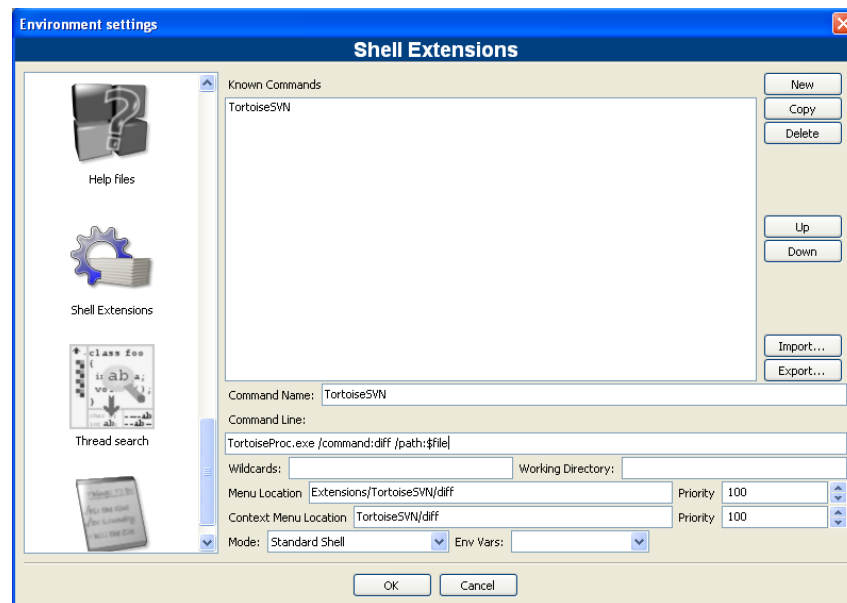 Environment settings
Shell Extensions
Help files
Shell Extensions
class foo
ab
Thread search
Known Commands
TortoiseSVN
New
Copy
Delete
Up
Down
Import...
Export...
Command Name: TortoiseSVN
Command Line:
TortoiseProc.exe /command:diff /path:$file
Wildcards: Working Directory:
Menu Location Extensions/TortoiseSVN/diff Priority 100
Context Menu Location TortoiseSVN/diff Priority 100
Mode: Standard Shell Env Vars:
OK Cancel